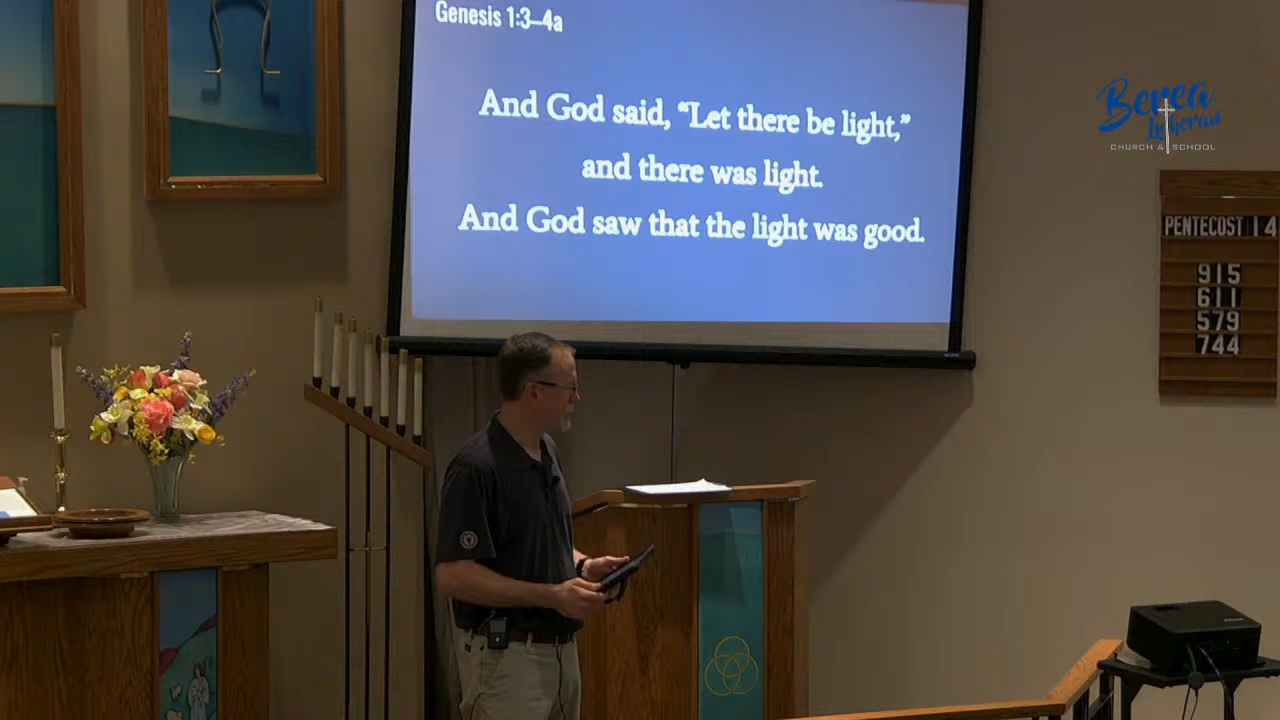 Genesis 1:3–4a
And God said, “Let there be light,”
and there was light.
And God saw that the light was good.
Berea
Lutheran
CHURCH & SCHOOL
PENTECOST 14
915
611
579
744